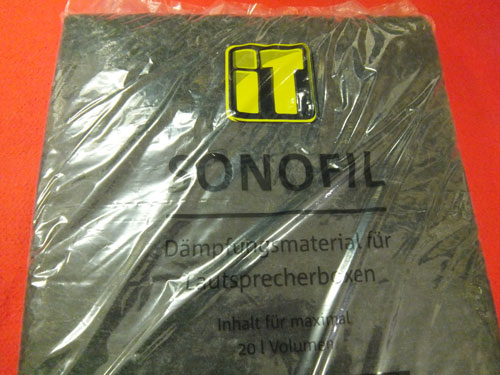 iT
SONOFIL
Dämpfungsmaterial für
Lautsprecherboxen
Inhalt für maximal
20 l Volumen